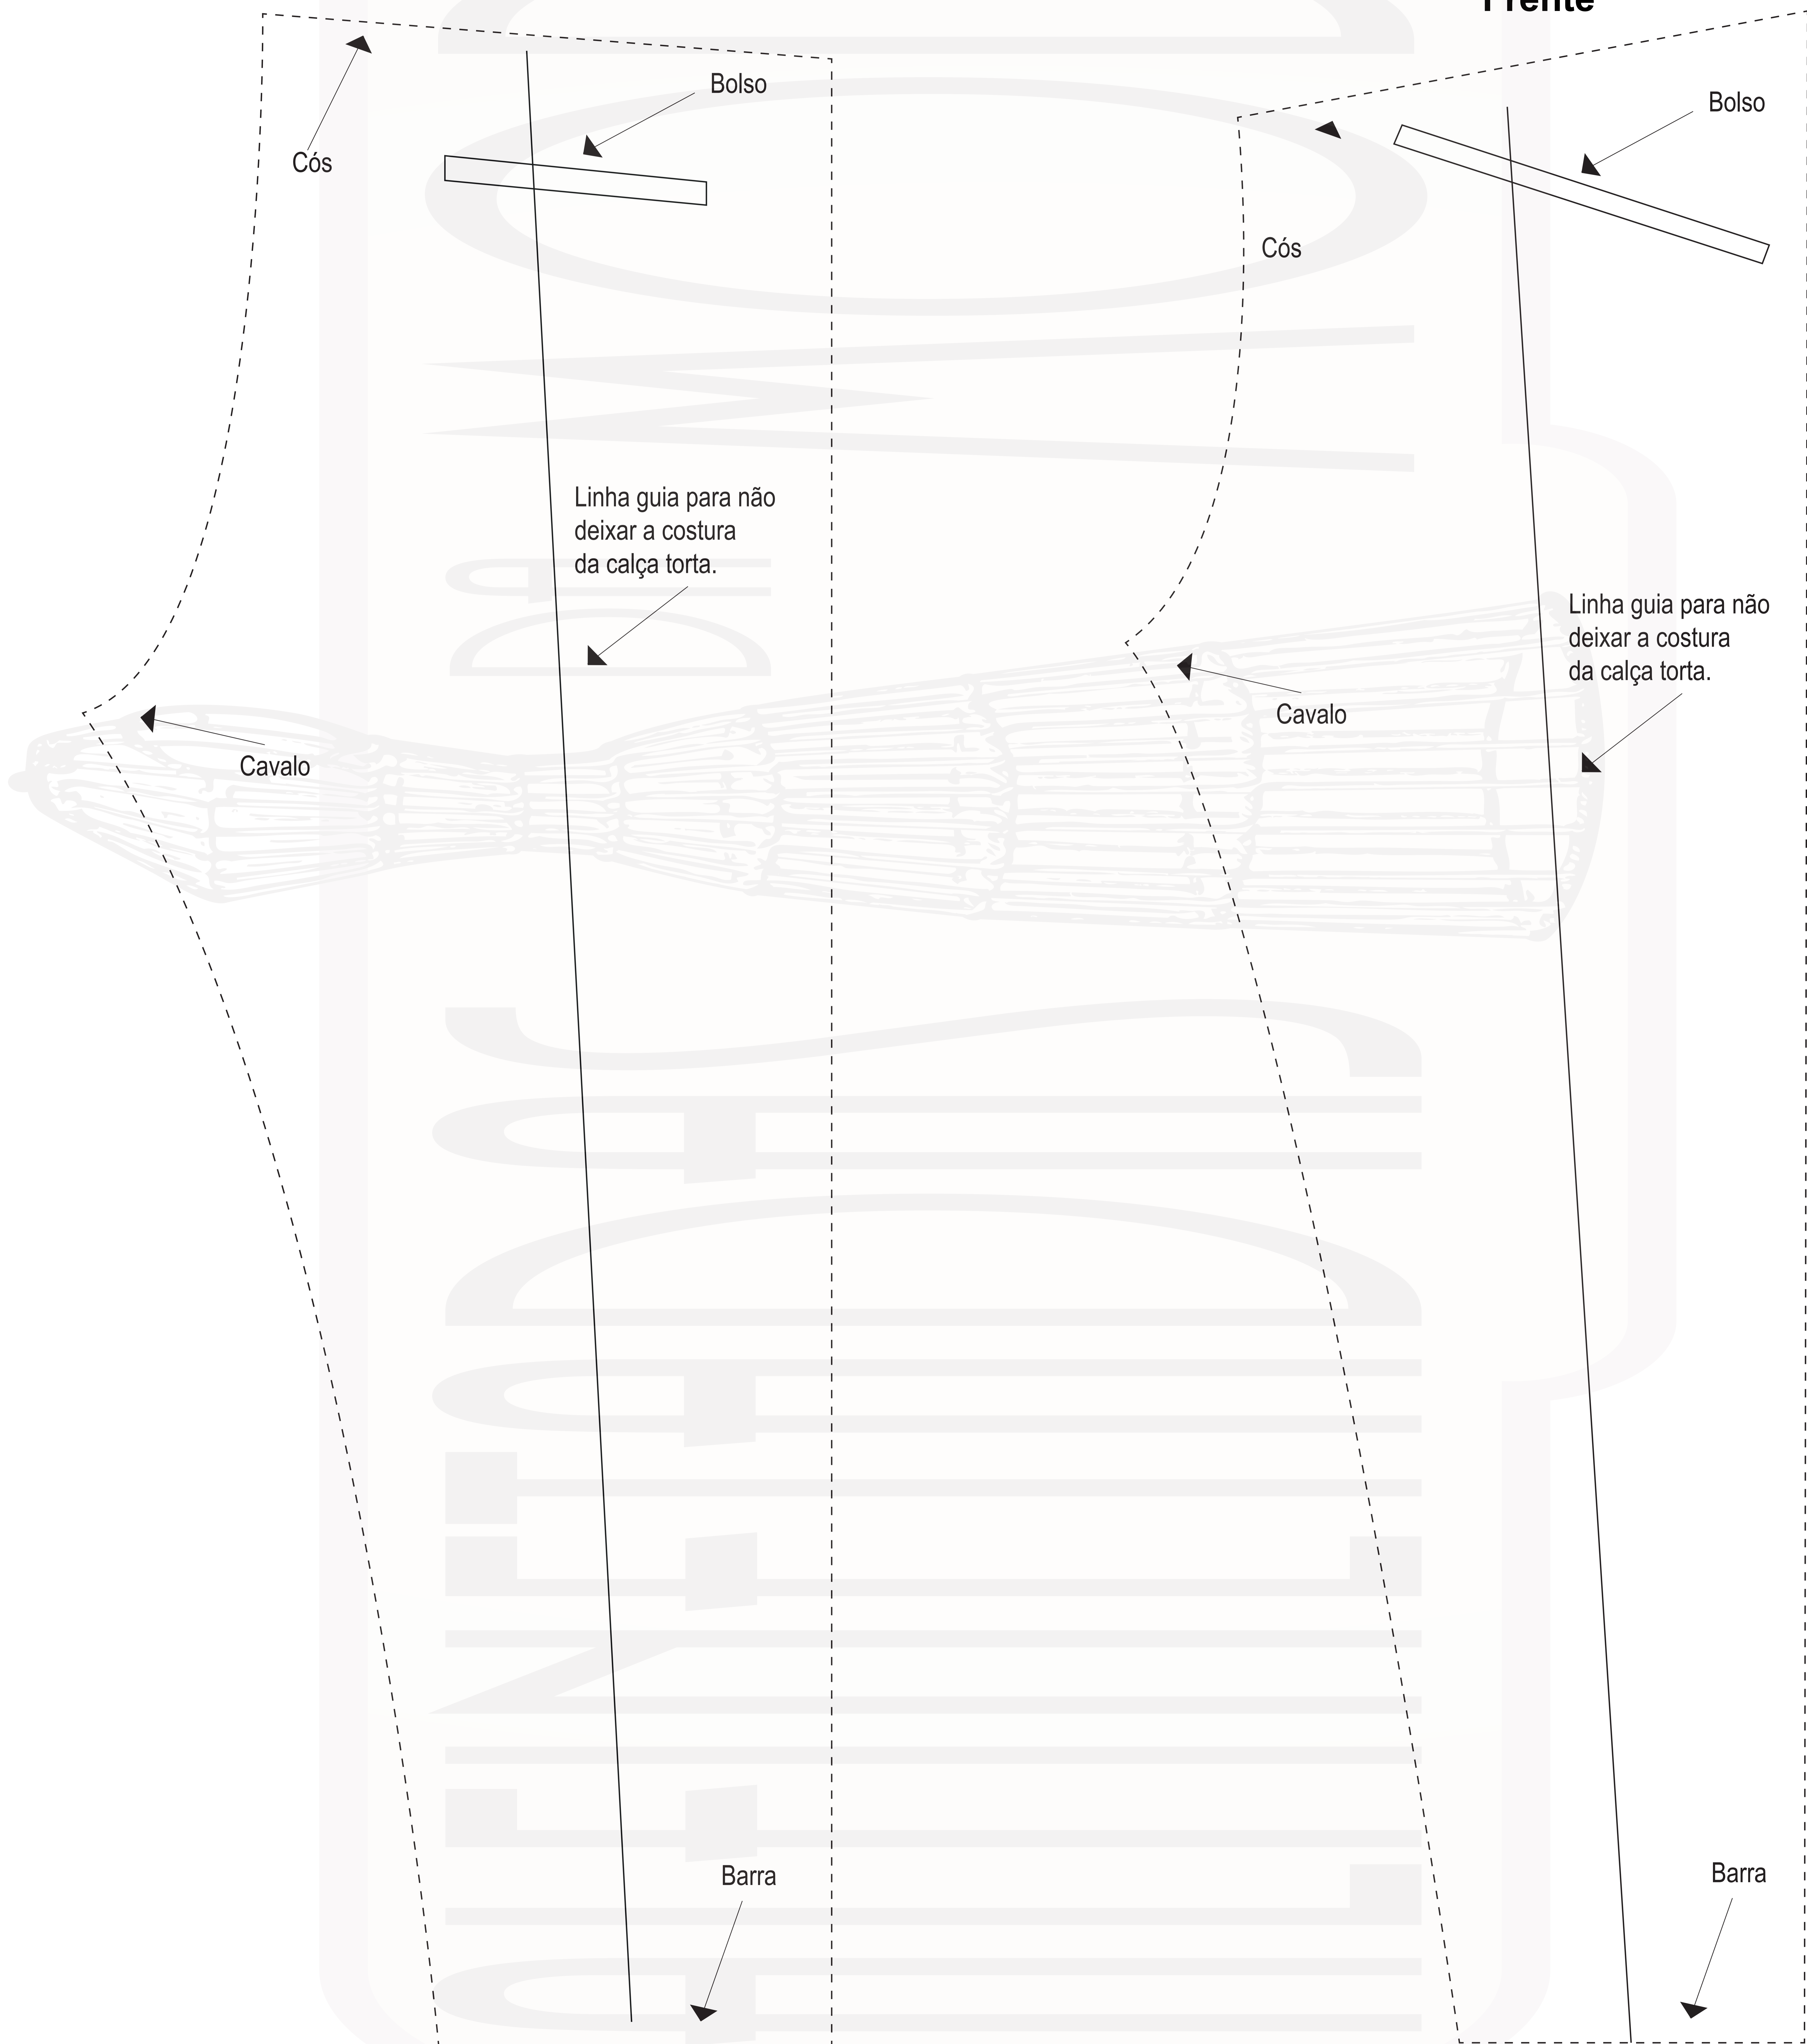 Frente
Bolso
Cós
Linha guia para não
deixar a costura
da calça torta.
Cavalo
Barra
Bolso
Cós
Linha guia para não
deixar a costura
da calça torta.
Cavalo
Barra